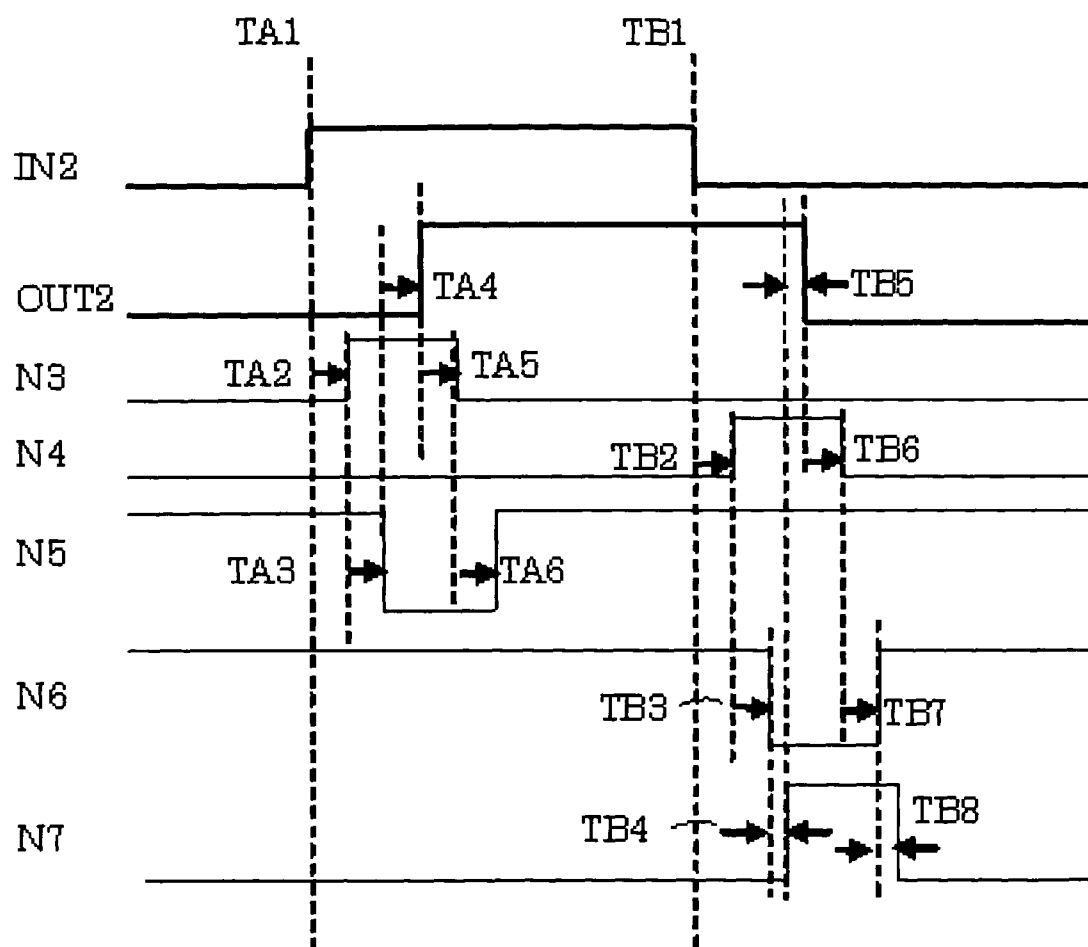 TA1 TB1
IN2
OUT2 TA4 TB5
N3 TA2 TA5
N4 TB2 TB6
N5 TA3 TA6
N6 TB3 TB7
N7 TB4 TB8